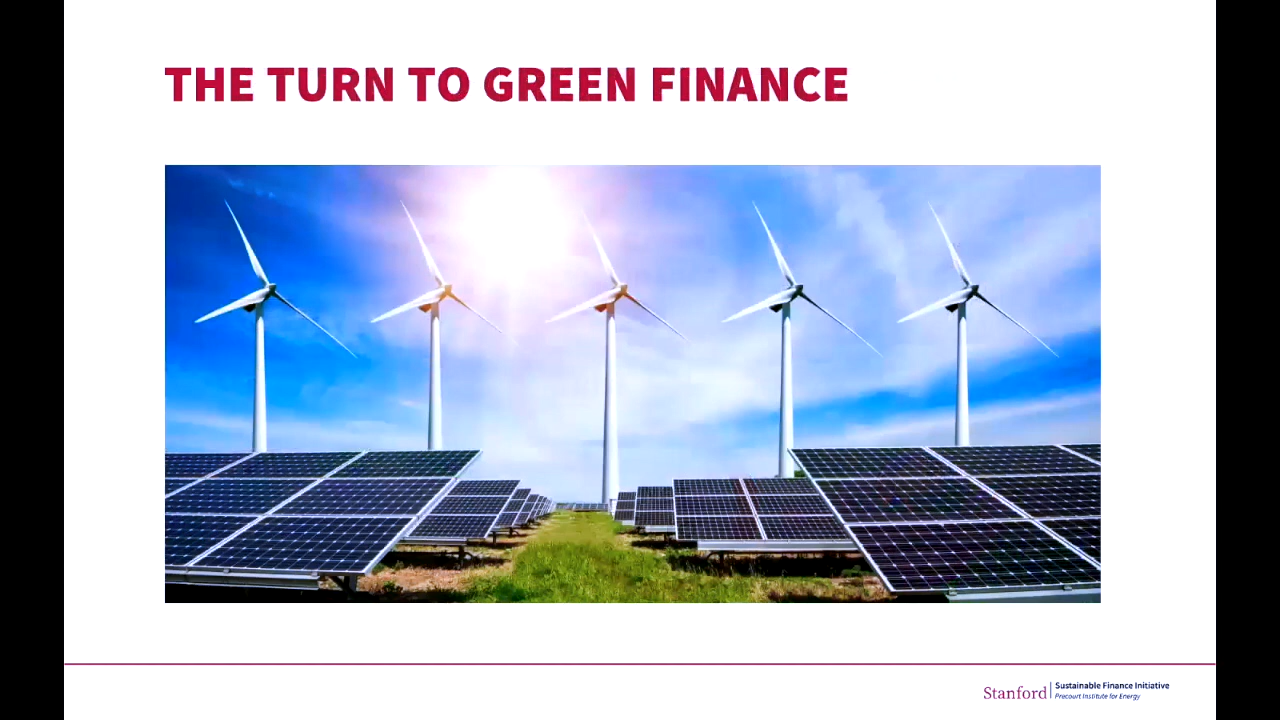 THE TURN TO GREEN FINANCE
Stanford
Sustainable Finance Initiative
Precourt Institute for Energy